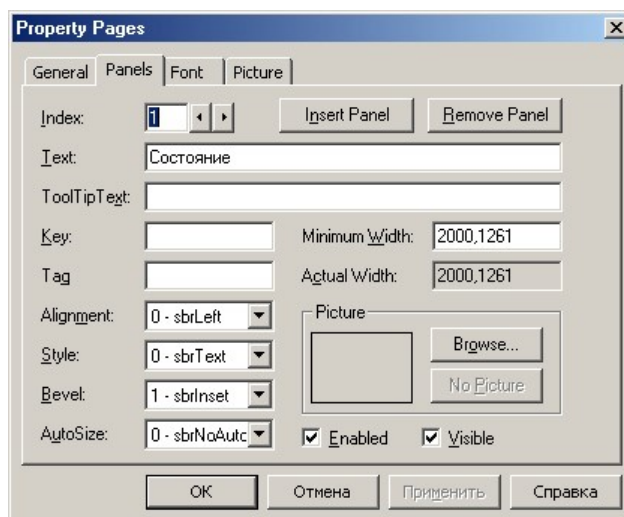 Property Pages
General Panels Font Picture
Index: 1 Insert Panel Remove Panel
Text: Состояние
ToolTipText:
Key: Minimum Width: 2000,1261
Tag Actual Width: 2000,1261
Alignment: 0 - sbrLeft Picture
Style: 0 - sbrText Browse...
Bevel: 1 - sbrInset No Picture
AutoSize: 0 - sbrNoAutc Enabled Visible
OK Отмена Применить Справка